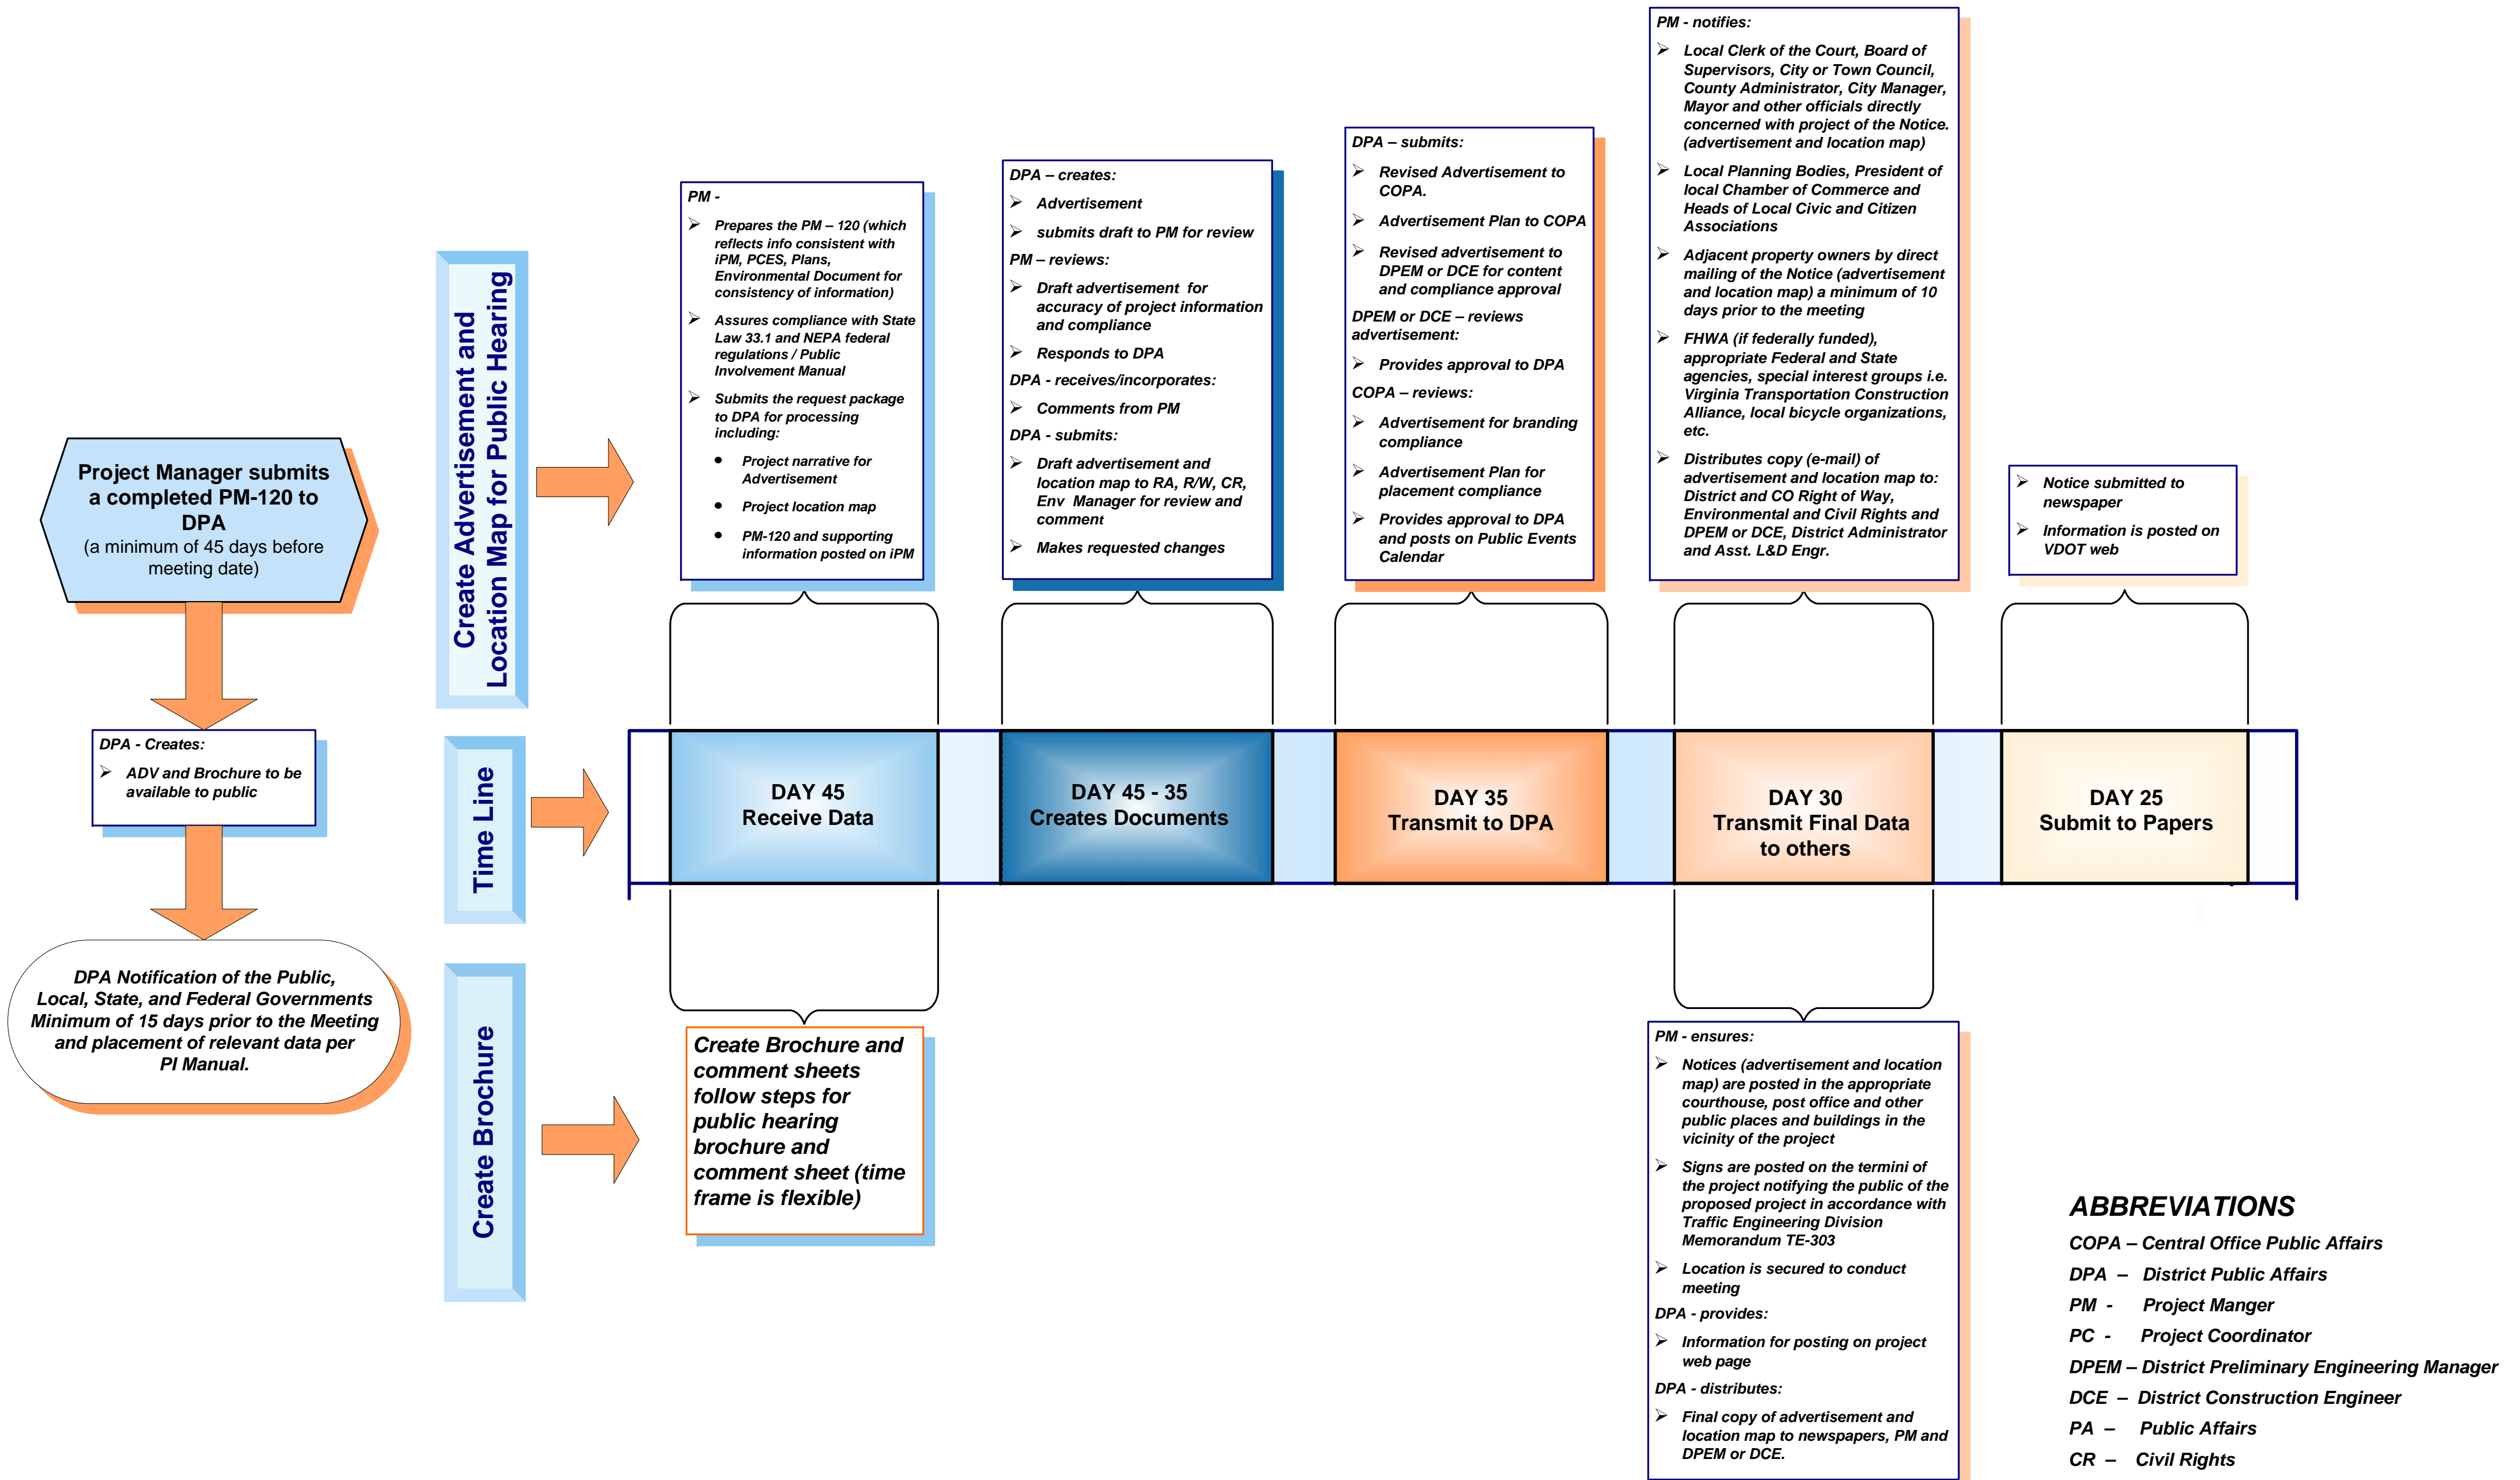 Project Manager submits
a completed PM-120 to
DPA
(a minimum of 45 days before
meeting date)
DPA - Creates:
➢ ADV and Brochure to be
available to public
DPA Notification of the Public,
Local, State, and Federal Governments
Minimum of 15 days prior to the Meeting
and placement of relevant data per
PI Manual.
Create Advertisement and
Location Map for Public Hearing
PM -
➢ Prepares the PM – 120 (which
reflects info consistent with
iPM, PCES, Plans,
Environmental Document for
consistency of information)
➢ Assures compliance with State
Law 33.1 and NEPA federal
regulations / Public
Involvement Manual
➢ Submits the request package
to DPA for processing
including:
• Project narrative for
Advertisement
• Project location map
• PM-120 and supporting
information posted on iPM
DPA – creates:
➢ Advertisement
➢ submits draft to PM for review
PM – reviews:
➢ Draft advertisement for
accuracy of project information
and compliance
➢ Responds to DPA
DPA - receives/incorporates:
➢ Comments from PM
DPA - submits:
➢ Draft advertisement and
location map to RA, R/W, CR,
Env Manager for review and
comment
➢ Makes requested changes
DPA – submits:
➢ Revised Advertisement to
COPA.
➢ Advertisement Plan to COPA
➢ Revised advertisement to
DPEM or DCE for content
and compliance approval
DPEM or DCE – reviews
advertisement:
➢ Provides approval to DPA
COPA – reviews:
➢ Advertisement for branding
compliance
➢ Advertisement Plan for
placement compliance
➢ Provides approval to DPA
and posts on Public Events
Calendar
PM - notifies:
➢ Local Clerk of the Court, Board of
Supervisors, City or Town Council,
County Administrator, City Manager,
Mayor and other officials directly
concerned with project of the Notice.
(advertisement and location map)
➢ Local Planning Bodies, President of
local Chamber of Commerce and
Heads of Local Civic and Citizen
Associations
➢ Adjacent property owners by direct
mailing of the Notice (advertisement
and location map) a minimum of 10
days prior to the meeting
➢ FHWA (if federally funded),
appropriate Federal and State
agencies, special interest groups i.e.
Virginia Transportation Construction
Alliance, local bicycle organizations,
etc.
➢ Distributes copy (e-mail) of
advertisement and location map to:
District and CO Right of Way,
Environmental and Civil Rights and
DPEM or DCE, District Administrator
and Asst. L&D Engr.
➢ Notice submitted to
newspaper
➢ Information is posted on
VDOT web
Time Line
DAY 45
Receive Data
DAY 45 - 35
Creates Documents
DAY 35
Transmit to DPA
DAY 30
Transmit Final Data
to others
DAY 25
Submit to Papers
Create Brochure
Create Brochure and
comment sheets
follow steps for
public hearing
brochure and
comment sheet (time
frame is flexible)
PM - ensures:
➢ Notices (advertisement and location
map) are posted in the appropriate
courthouse, post office and other
public places and buildings in the
vicinity of the project
➢ Signs are posted on the termini of
the project notifying the public of the
proposed project in accordance with
Traffic Engineering Division
Memorandum TE-303
➢ Location is secured to conduct
meeting
DPA - provides:
➢ Information for posting on project
web page
DPA - distributes:
➢ Final copy of advertisement and
location map to newspapers, PM and
DPEM or DCE.
ABBREVIATIONS
COPA – Central Office Public Affairs
DPA – District Public Affairs
PM - Project Manger
PC - Project Coordinator
DPEM – District Preliminary Engineering Manager
DCE – District Construction Engineer
PA – Public Affairs
CR – Civil Rights